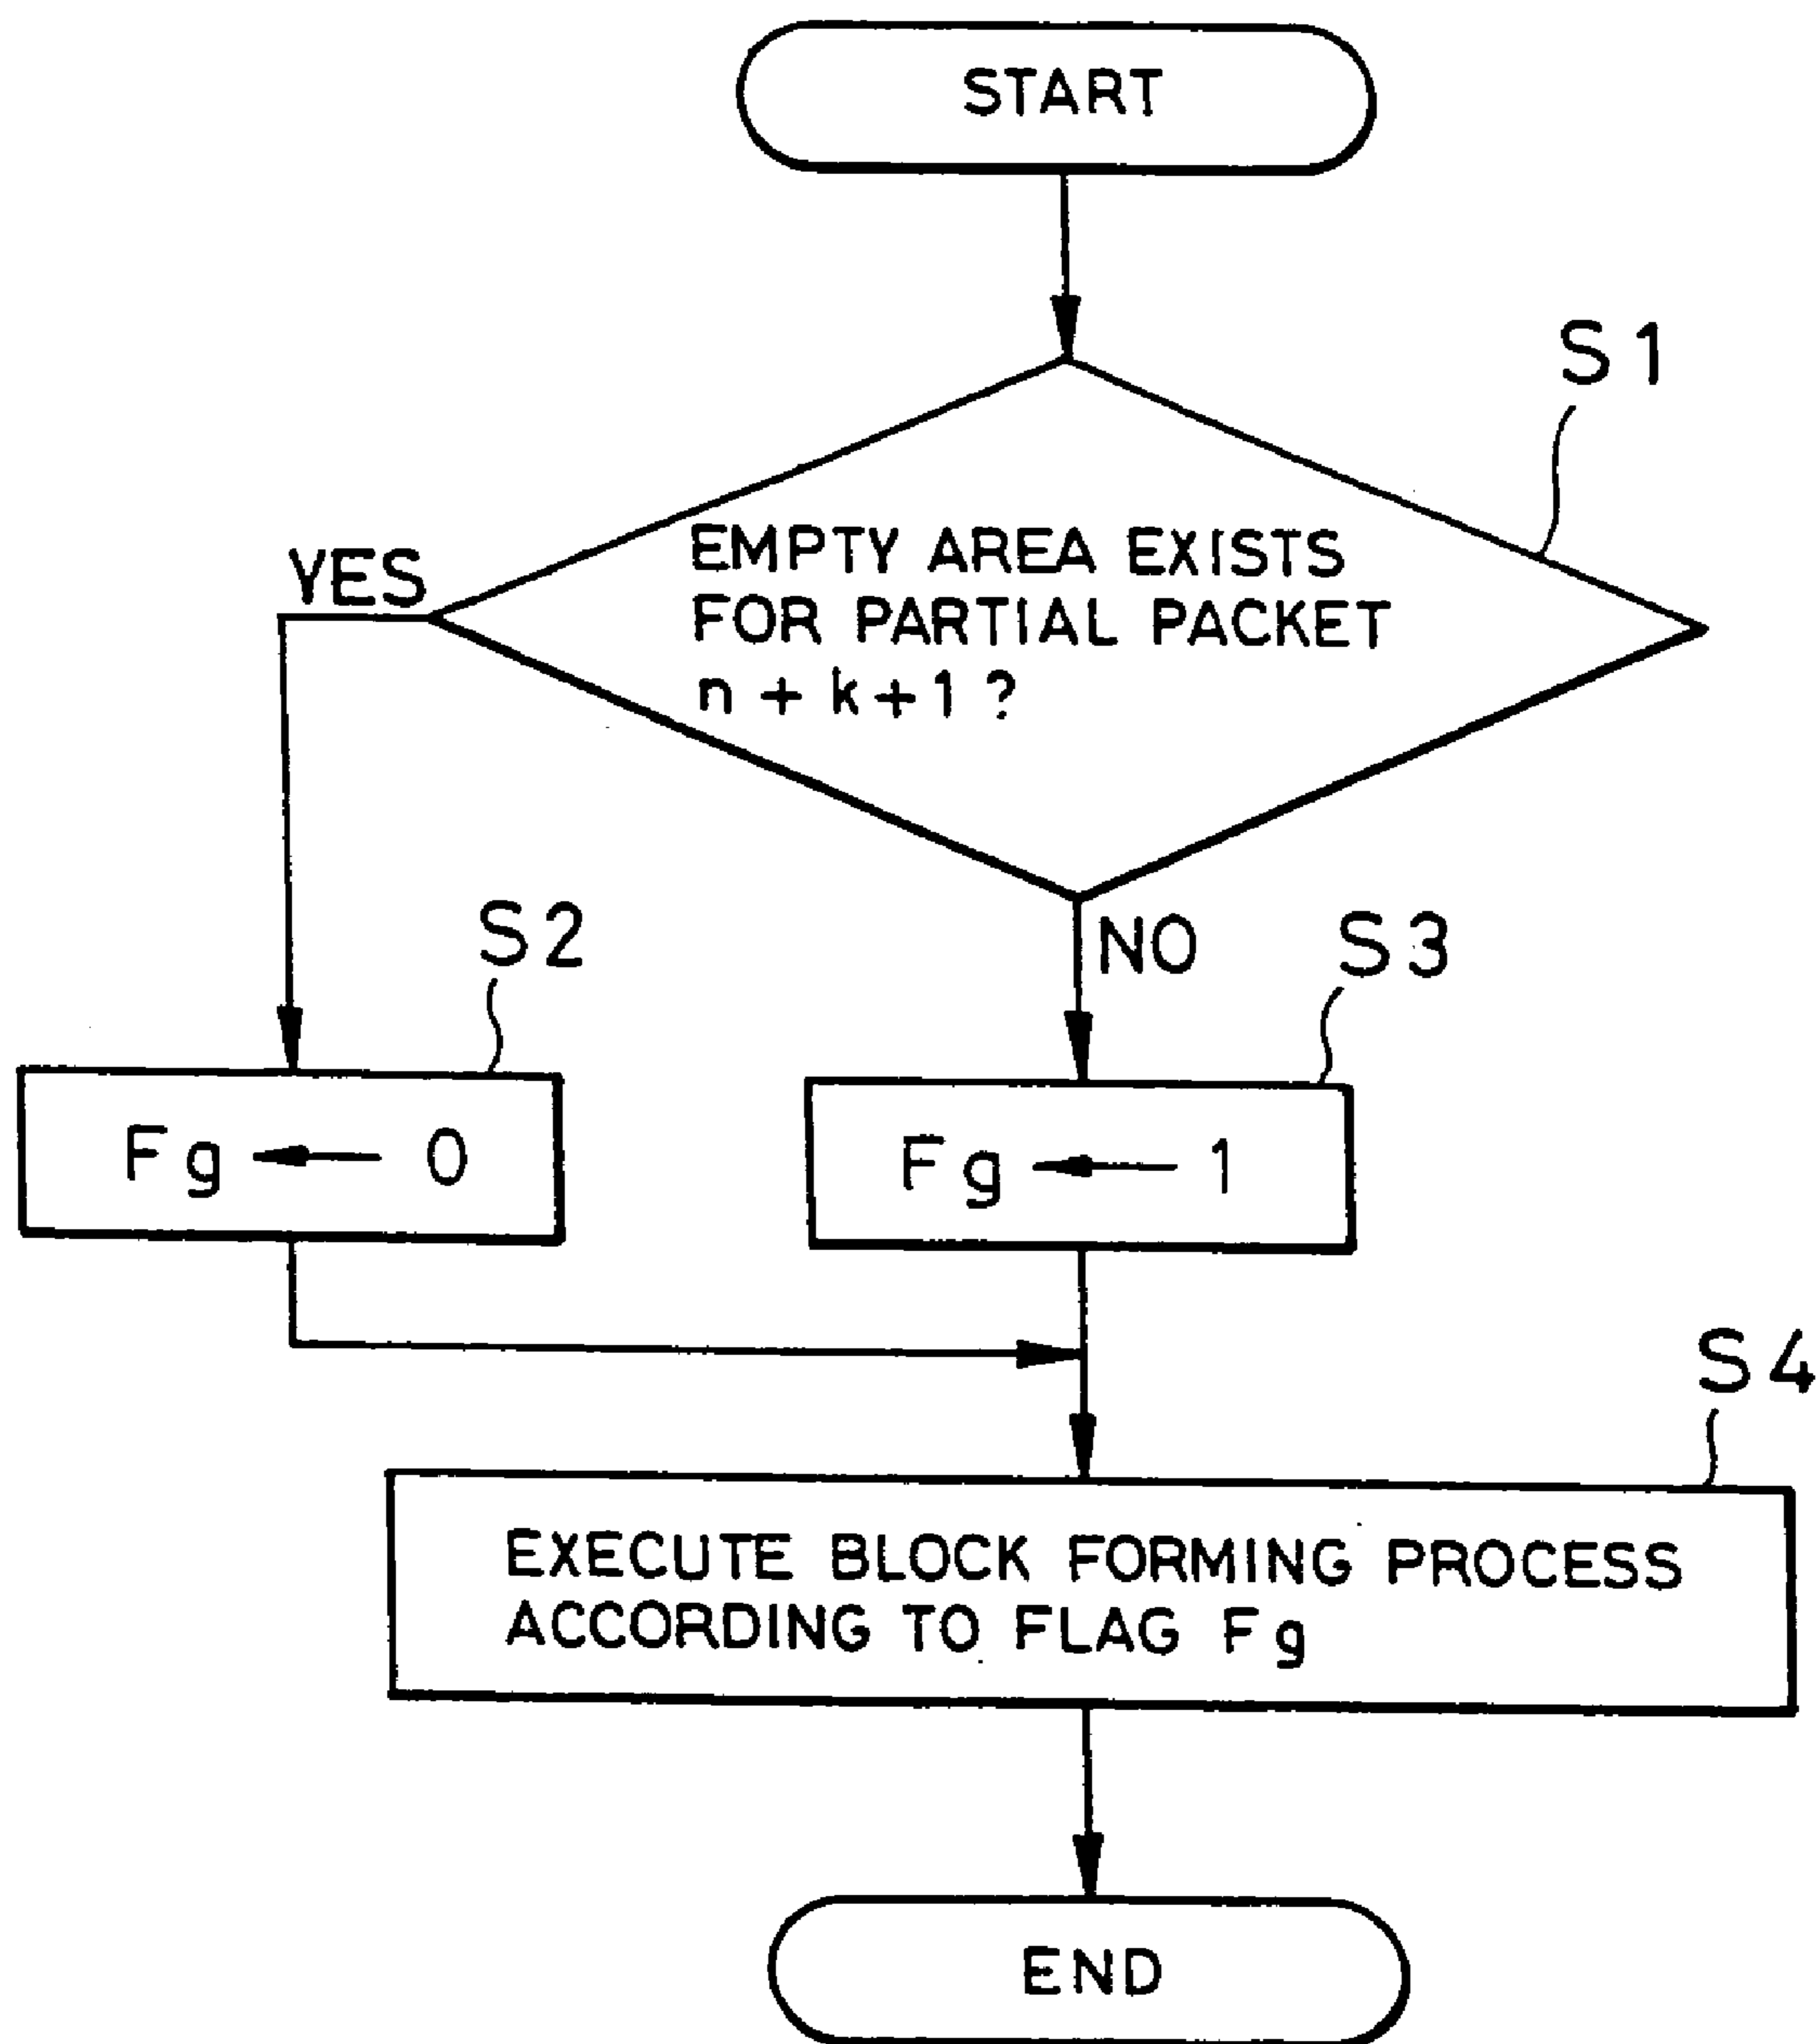 START
S1
EMPTY AREA EXISTS
FOR PARTIAL PACKET
n + k + 1 ?
YES
NO
S2
S3
Fg ← 0
Fg ← 1
S4
EXECUTE BLOCK FORMING PROCESS
ACCORDING TO FLAG Fg
END